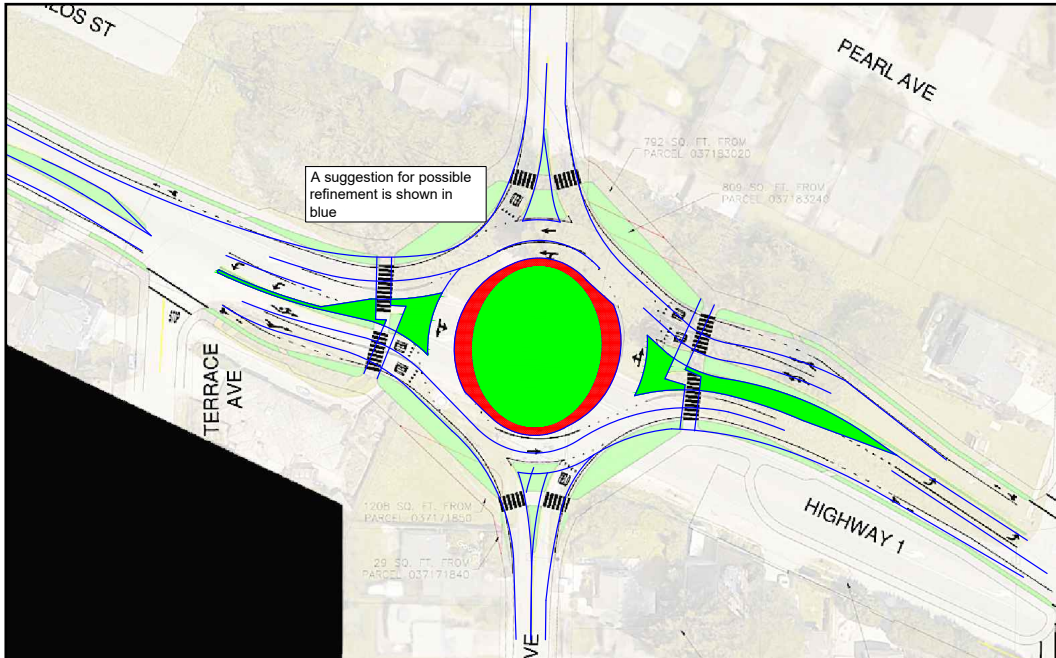 LOS ST
PEARL AVE
792 SQ. FT. FROM
PARCEL 037183020
A suggestion for possible
refinement is shown in
blue
809 SQ. FT. FROM
PARCEL 037183240
TERRACE
AVE
1208 SQ. FT. FROM
PARCEL 037171850
HIGHWAY 1
29 SQ. FT. FROM
PARCEL 037171840
VE